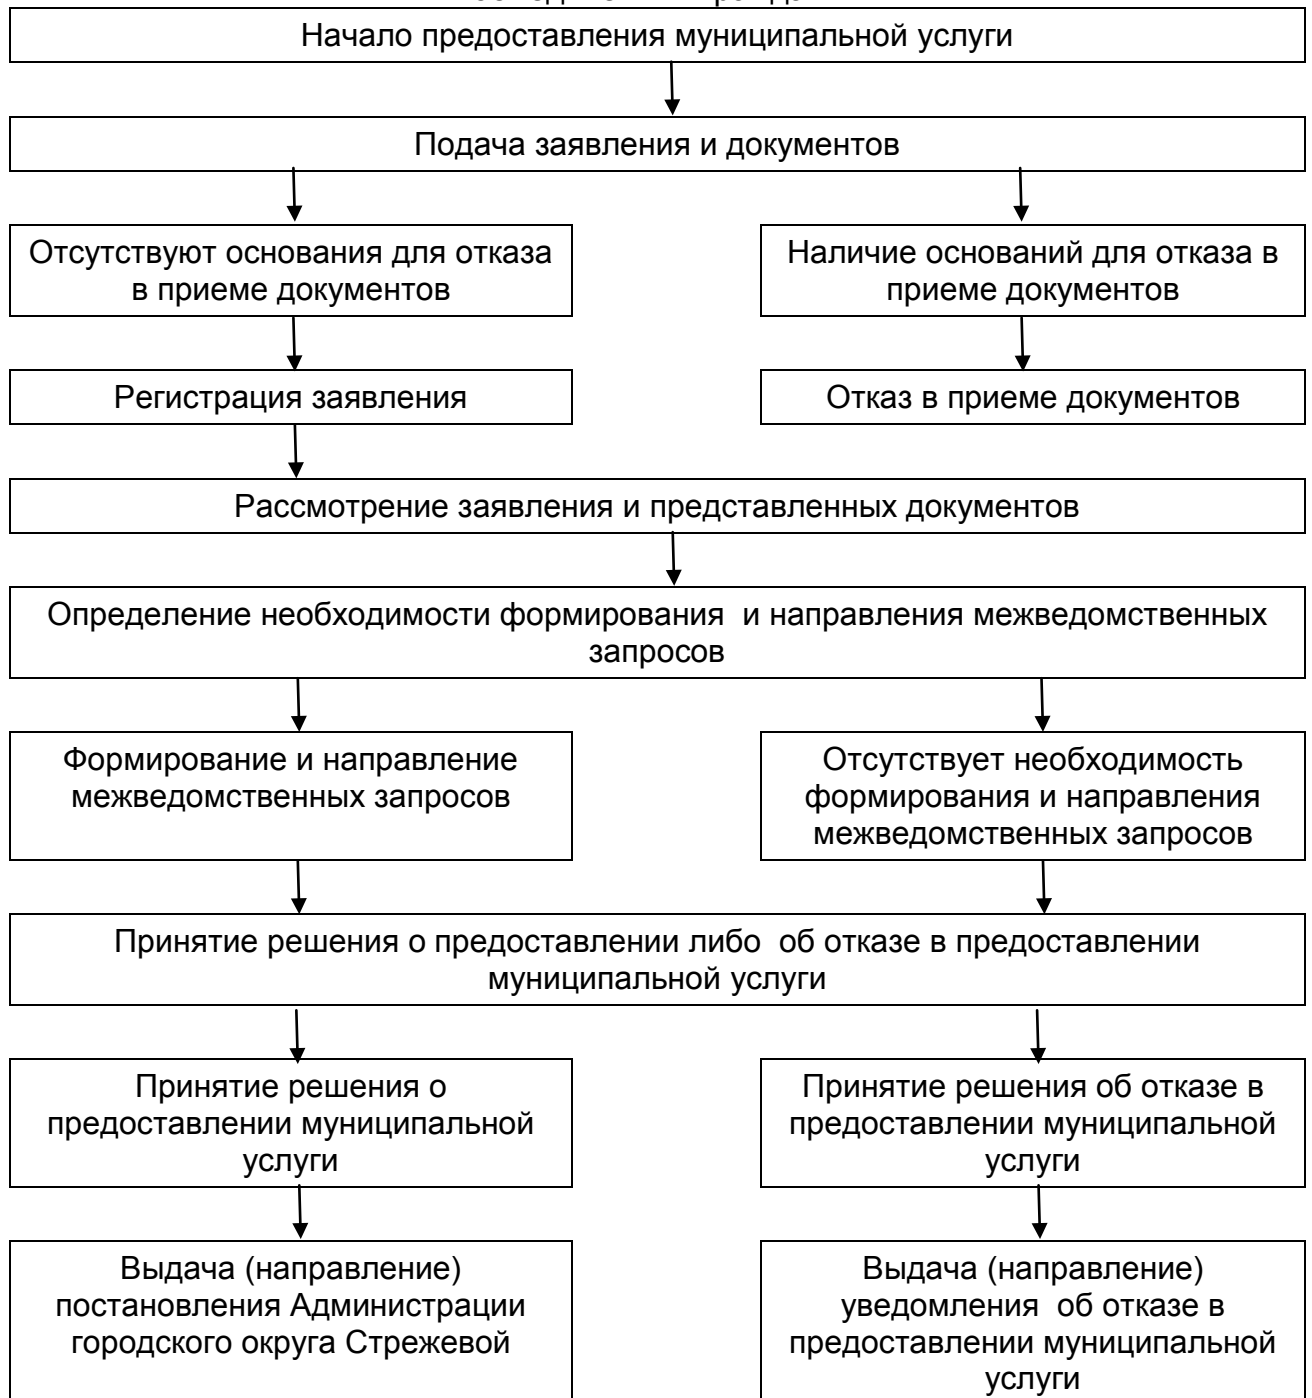 Начало предоставления муниципальной услуги
Подача заявления и документов
Отсутствуют основания для отказа
в приеме документов
Наличие оснований для отказа в
приеме документов
Регистрация заявления
Отказ в приеме документов
Рассмотрение заявления и представленных документов
Определение необходимости формирования  и направления межведомственных
запросов
Формирование и направление
межведомственных запросов
Отсутствует необходимость
формирования и направления
межведомственных запросов
Принятие решения о предоставлении либо  об отказе в предоставлении
муниципальной услуги
Принятие решения о
предоставлении муниципальной
услуги
Принятие решения об отказе в
предоставлении муниципальной
услуги
Выдача (направление)
постановления Администрации
городского округа Стрежевой
Выдача (направление)
уведомления  об отказе в
предоставлении муниципальной
услуги